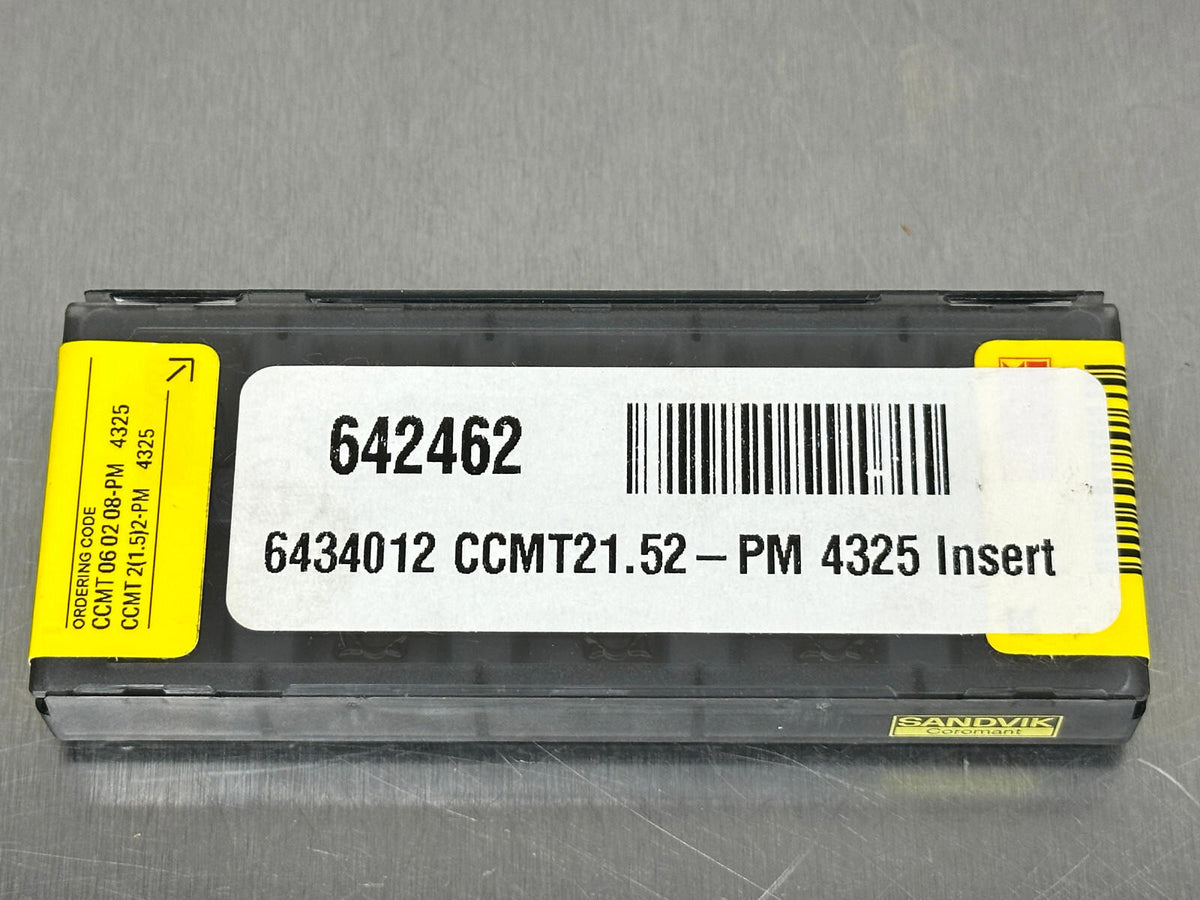 ORDERING CODE
CCMT 06 02 08-PM 4325
CCMT 2(1.5)2-PM 4325
642462
6434012 CCMT21.52-PM 4325 Insert
SANDVIK
Coromant